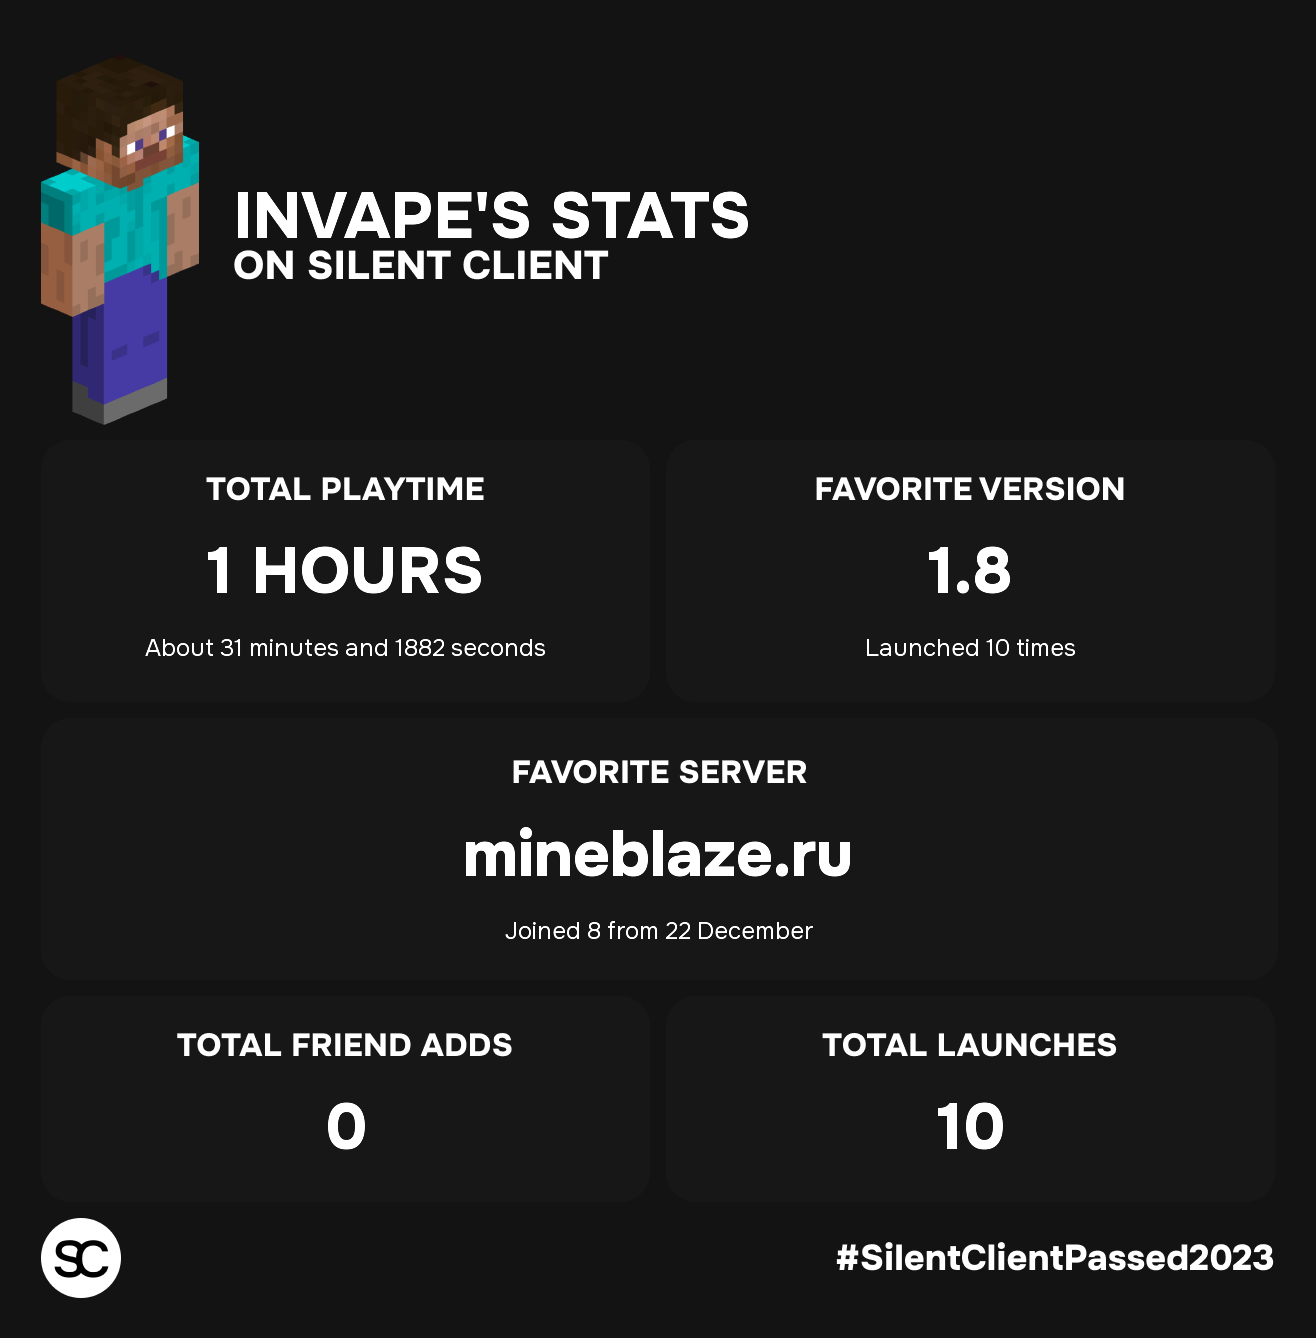 INVAPE'S STATS
ON SILENT CLIENT
TOTAL PLAYTIME
1 HOURS
About 31 minutes and 1882 seconds
FAVORITE VERSION
1.8
Launched 10 times
FAVORITE SERVER
mineblaze.ru
Joined 8 from 22 December
TOTAL FRIEND ADDS
0
TOTAL LAUNCHES
10
SC
#SilentClientPassed2023